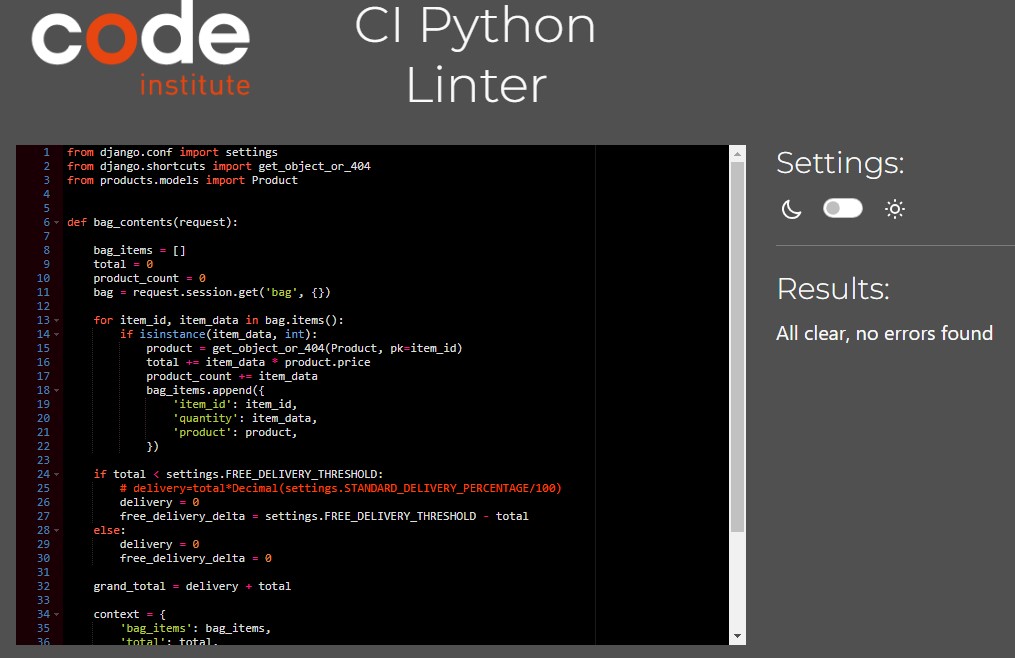 code
institute
CI Python
Linter
1 from django.conf import settings
2 from django.shortcuts import get_object_or_404
3 from products.models import Product
4
5
6 def bag_contents(request):
7
8     bag_items = []
9     total = 0
10     product_count = 0
11     bag = request.session.get('bag', {})
12
13     for item_id, item_data in bag.items():
14         if isinstance(item_data, int):
15             product = get_object_or_404(Product, pk=item_id)
16             total += item_data * product.price
17             product_count += item_data
18             bag_items.append({
19                 'item_id': item_id,
20                 'quantity': item_data,
21                 'product': product,
22             })
23
24     if total < settings.FREE_DELIVERY_THRESHOLD:
25         # delivery=total*Decimal(settings.STANDARD_DELIVERY_PERCENTAGE/100)
26         delivery = 0
27         free_delivery_delta = settings.FREE_DELIVERY_THRESHOLD - total
28     else:
29         delivery = 0
30         free_delivery_delta = 0
31
32     grand_total = delivery + total
33
34     context = {
35         'bag_items': bag_items,
36         'total': total,
Settings:
Results:
All clear, no errors found